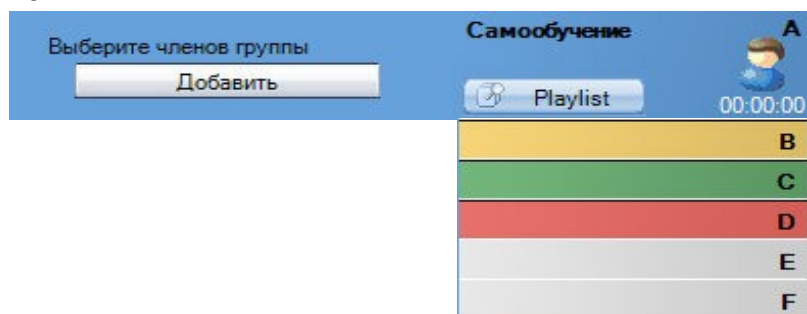 Выберите членов группы
Добавить
Самообучение
A
Playlist
00:00:00
B
C
D
E
F